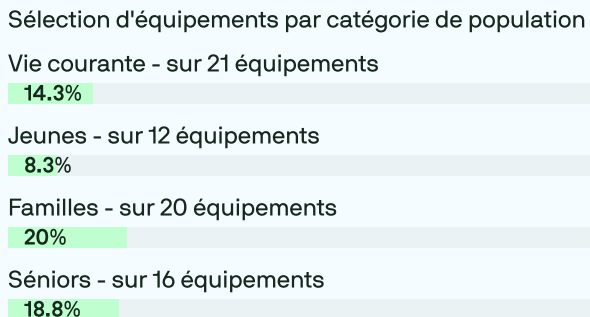 Sélection d'équipements par catégorie de population
Vie courante - sur 21 équipements
14.3%
Jeunes - sur 12 équipements
8.3%
Familles - sur 20 équipements
20%
Séniors - sur 16 équipements
18.8%